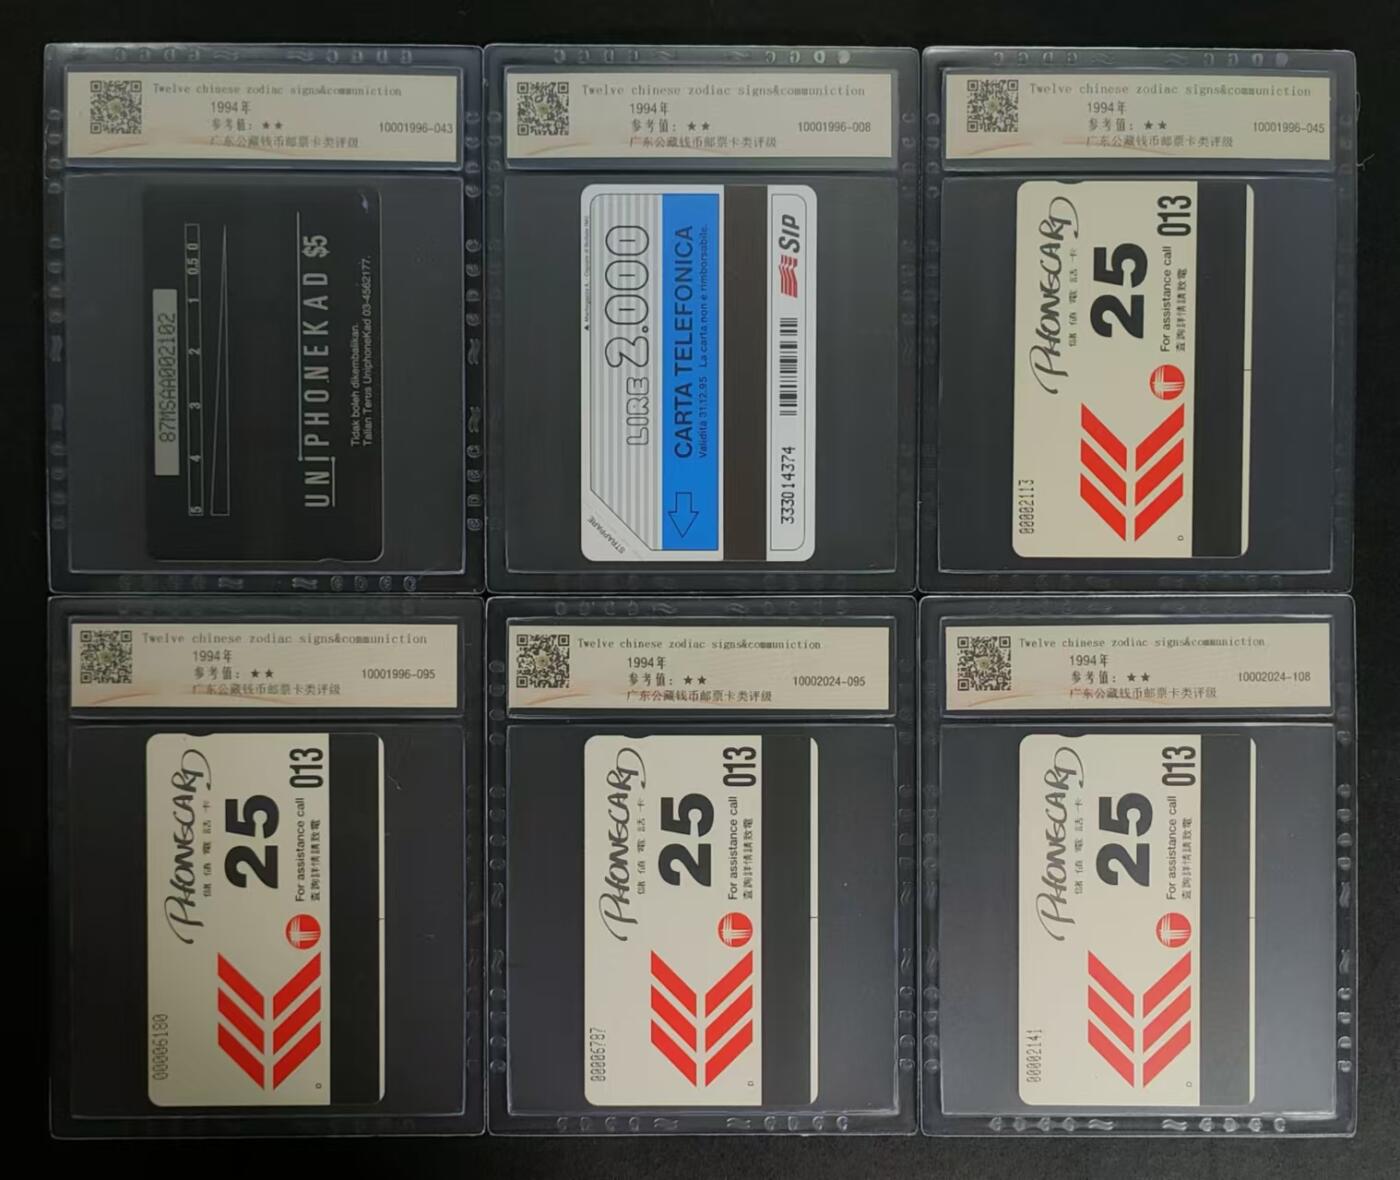 Twelve chinese zodiac signs&communiction
1994年
参考值：★★
10001996-043
广东公藏钱币邮票卡类评级
87MSAA002102
5 4 3 2 1 0.5 0
UNIPHONEKAD $5
Tidak boleh dikembalikan.
Talian Terus UniphoneKad 03-4562177.
Twelve chinese zodiac signs&communiction
1994年
参考值：★★
10001996-008
广东公藏钱币邮票卡类评级
STRAPPARE
LIRE 2.000
CARTA TELEFONICA
Validità 31.12.95 La carta non è rimborsabile.
333014374
SIP
Twelve chinese zodiac signs&communiction
1994年
参考值：★★
10001996-045
广东公藏钱币邮票卡类评级
00002113
PHONECARD
儲值電話卡
25
For assistance call
查詢詳情請致電
013
D
Twelve chinese zodiac signs&communiction
1994年
参考值：★★
10001996-095
广东公藏钱币邮票卡类评级
00006180
PHONECARD
儲值電話卡
25
For assistance call
查詢詳情請致電
013
D
Twelve chinese zodiac signs&communiction
1994年
参考值：★★
10002024-095
广东公藏钱币邮票卡类评级
00006787
PHONECARD
儲值電話卡
25
For assistance call
查詢詳情請致電
013
D
Twelve chinese zodiac signs&communiction
1994年
参考值：★★
10002024-108
广东公藏钱币邮票卡类评级
00002141
PHONECARD
儲值電話卡
25
For assistance call
查詢詳情請致電
013
D